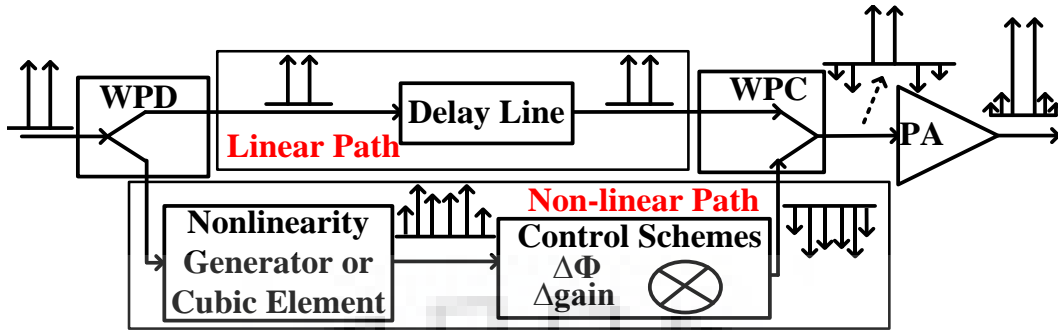 WPD
Delay Line
Linear Path
WPC
PA
Non-linear Path
Nonlinearity
Generator or
Cubic Element
Control Schemes
ΔΦ
Δgain